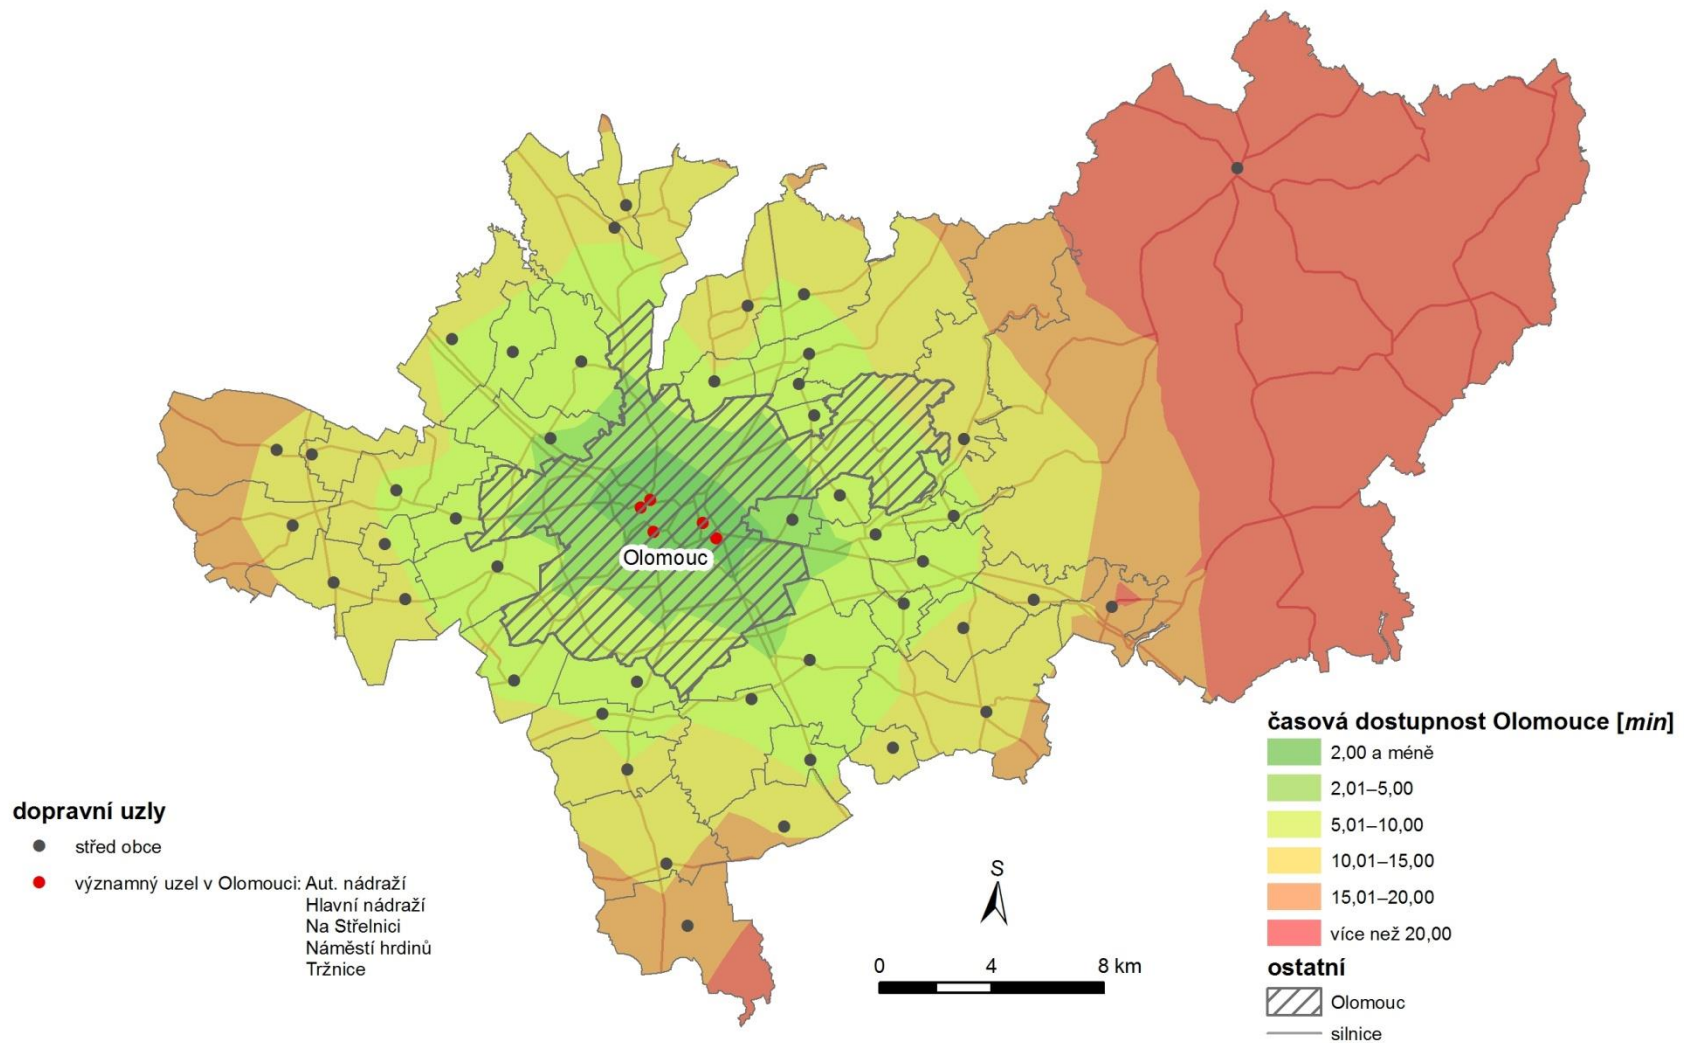 Olomouc
časová dostupnost Olomouce [min]
2,00 a méně
2,01–5,00
5,01–10,00
10,01–15,00
15,01–20,00
více než 20,00
ostatní
Olomouc
silnice
dopravní uzly
střed obce
významný uzel v Olomouci: Aut. nádraží
Hlavní nádraží
Na Střelnici
Náměstí hrdinů
Tržnice
S
0 4 8 km